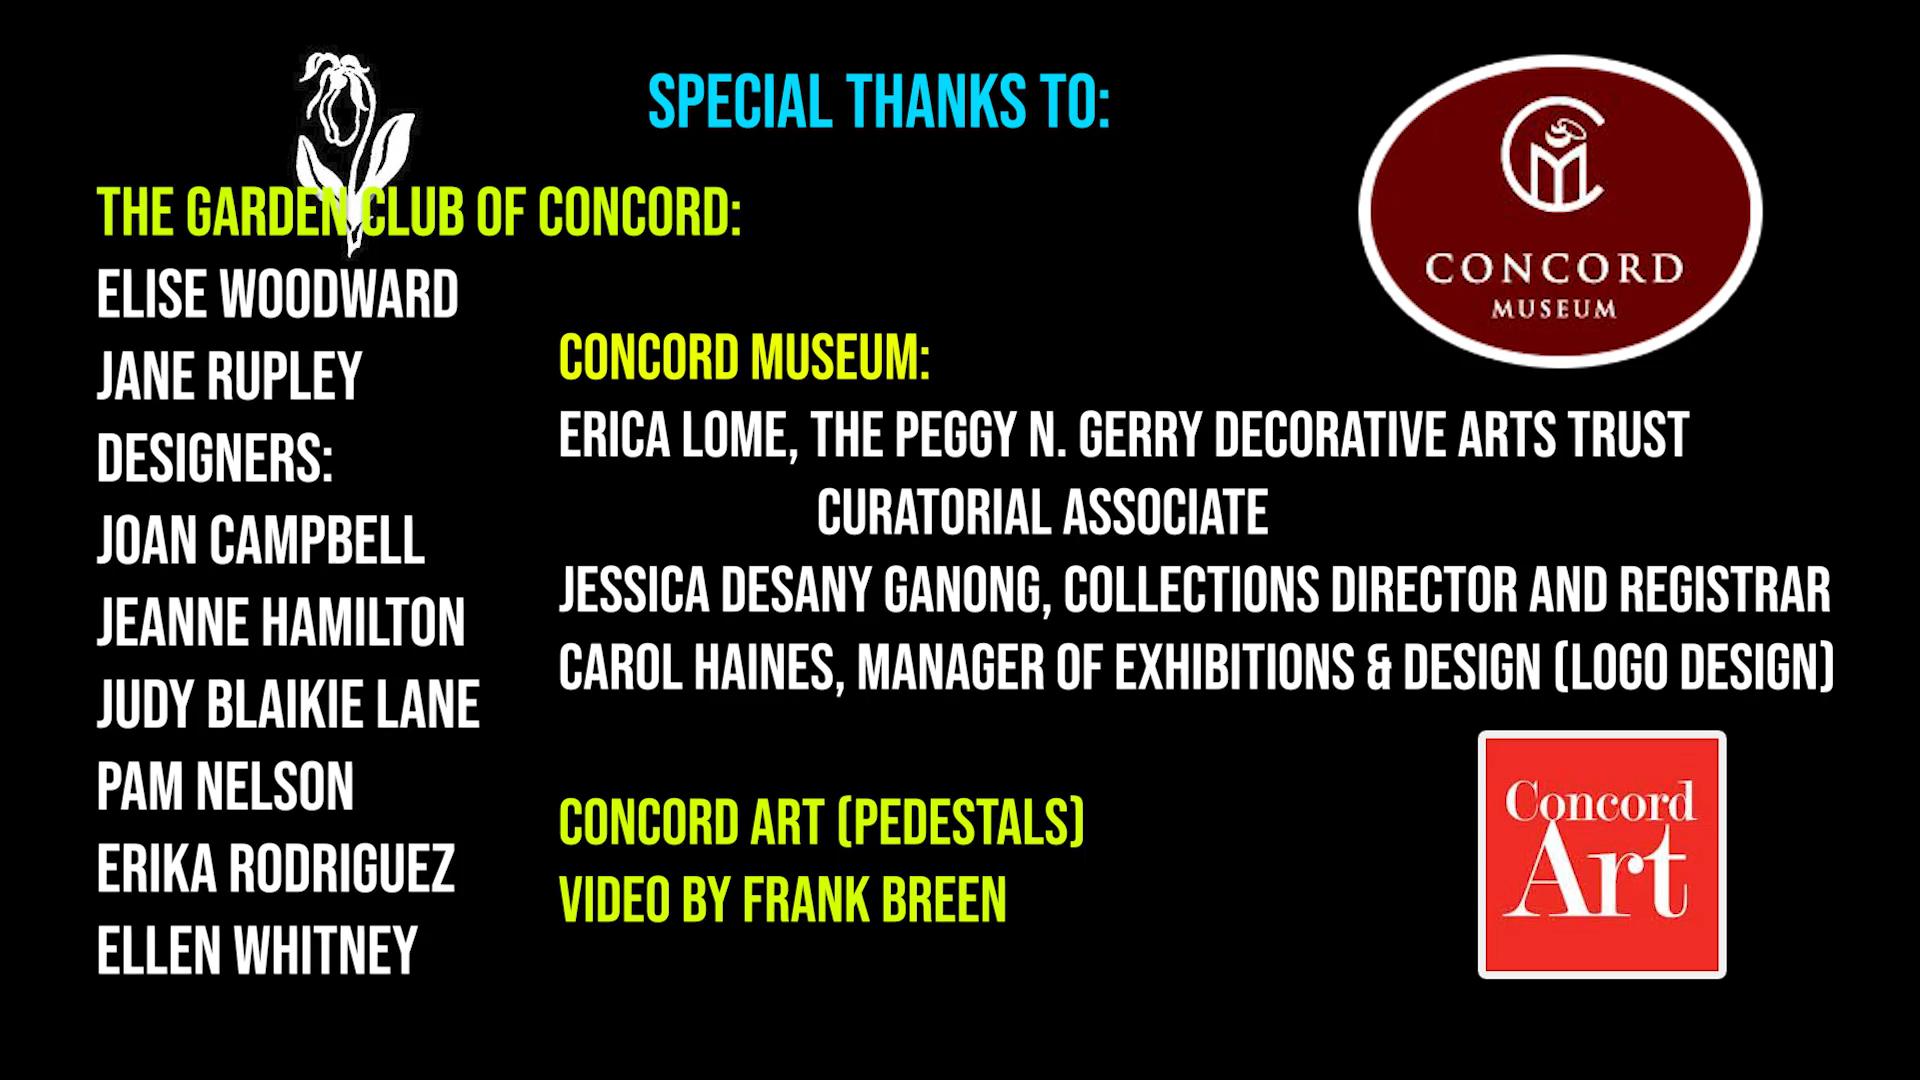 SPECIAL THANKS TO:
THE GARDEN CLUB OF CONCORD:
ELISE WOODWARD
JANE RUPLEY
DESIGNERS:
JOAN CAMPBELL
JEANNE HAMILTON
JUDY BLAIKIE LANE
PAM NELSON
ERIKA RODRIGUEZ
ELLEN WHITNEY
CONCORD
MUSEUM
CONCORD MUSEUM:
ERICA LOME, THE PEGGY N. GERRY DECORATIVE ARTS TRUST
CURATORIAL ASSOCIATE
JESSICA DESANY GANONG, COLLECTIONS DIRECTOR AND REGISTRAR
CAROL HAINES, MANAGER OF EXHIBITIONS & DESIGN (LOGO DESIGN)
CONCORD ART (PEDESTALS)
VIDEO BY FRANK BREEN
Concord
Art